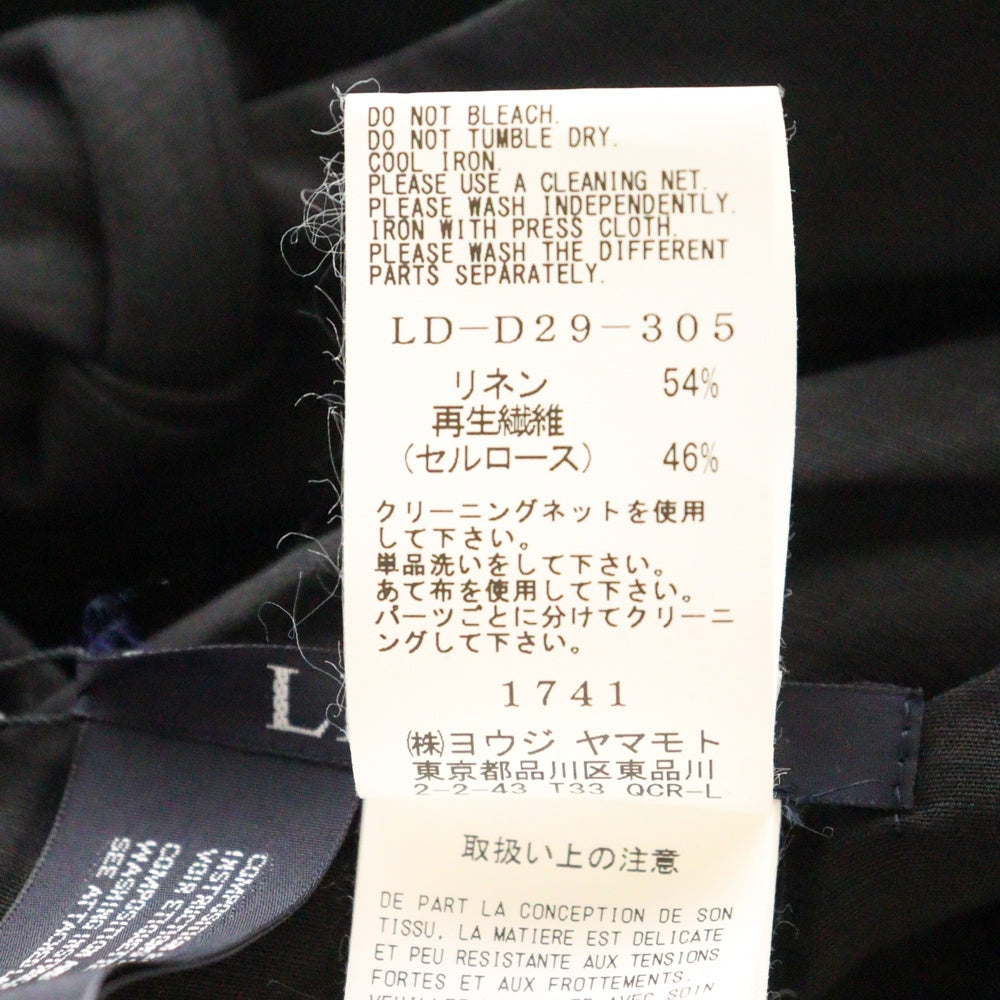 DO NOT BLEACH.
DO NOT TUMBLE DRY.
COOL IRON.
PLEASE USE A CLEANING NET.
PLEASE WASH INDEPENDENTLY.
IRON WITH PRESS CLOTH.
PLEASE WASH THE DIFFERENT
PARTS SEPARATELY.
LD-D29-305
リネン 54%
再生繊維
(セルロース) 46%
クリーニングネットを使用
して下さい。
単品洗いをして下さい。
あて布を使用して下さい。
パーツごとに分けてクリーニ
ングして下さい。
1741
(株)ヨウジ ヤマモト
東京都品川区東品川
2-2-43 T33 QCR-L
取扱い上の注意
DE PART LA CONCEPTION DE SON
TISSU, LA MATIERE EST DELICATE
ET PEU RESISTANTE AUX TENSIONS
FORTES ET AUX FROTTEMENTS.
AVEC SOIN
L
VOIR
COMPOSITION
WASHING
SEE